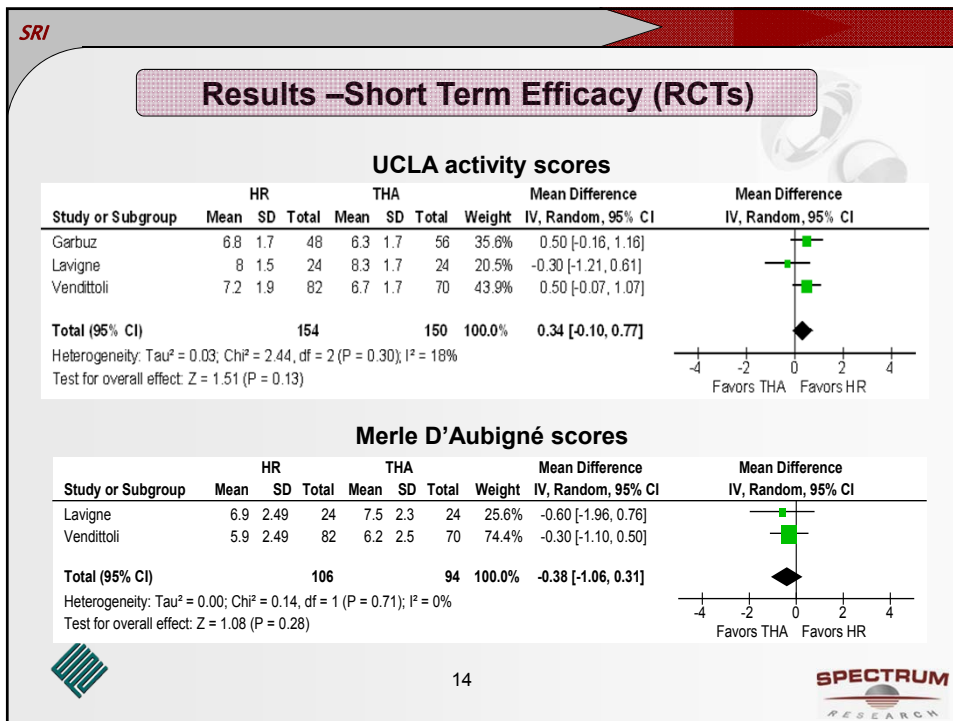 SRI
Results –Short Term Efficacy (RCTs)
UCLA activity scores
HR THA Mean Difference Mean Difference
Study or Subgroup Mean SD Total Mean SD Total Weight IV, Random, 95% CI IV, Random, 95% CI
Garbuz 6.8 1.7 48 6.3 1.7 56 35.6% 0.50 [-0.16, 1.16]
Lavigne 8 1.5 24 8.3 1.7 24 20.5% -0.30 [-1.21, 0.61]
Vendittoli 7.2 1.9 82 6.7 1.7 70 43.9% 0.50 [-0.07, 1.07]
Total (95% CI) 154 150 100.0% 0.34 [-0.10, 0.77]
Heterogeneity: Tau² = 0.03; Chi² = 2.44, df = 2 (P = 0.30); I² = 18%
Test for overall effect: Z = 1.51 (P = 0.13)
-4 -2 0 2 4
Favors THA Favors HR
Merle D'Aubigné scores
HR THA Mean Difference Mean Difference
Study or Subgroup Mean SD Total Mean SD Total Weight IV, Random, 95% CI IV, Random, 95% CI
Lavigne 6.9 2.49 24 7.5 2.3 24 25.6% -0.60 [-1.96, 0.76]
Vendittoli 5.9 2.49 82 6.2 2.5 70 74.4% -0.30 [-1.10, 0.50]
Total (95% CI) 106 94 100.0% -0.38 [-1.06, 0.31]
Heterogeneity: Tau² = 0.00; Chi² = 0.14, df = 1 (P = 0.71); I² = 0%
Test for overall effect: Z = 1.08 (P = 0.28)
-4 -2 0 2 4
Favors THA Favors HR
14
SPECTRUM
RESEARCH